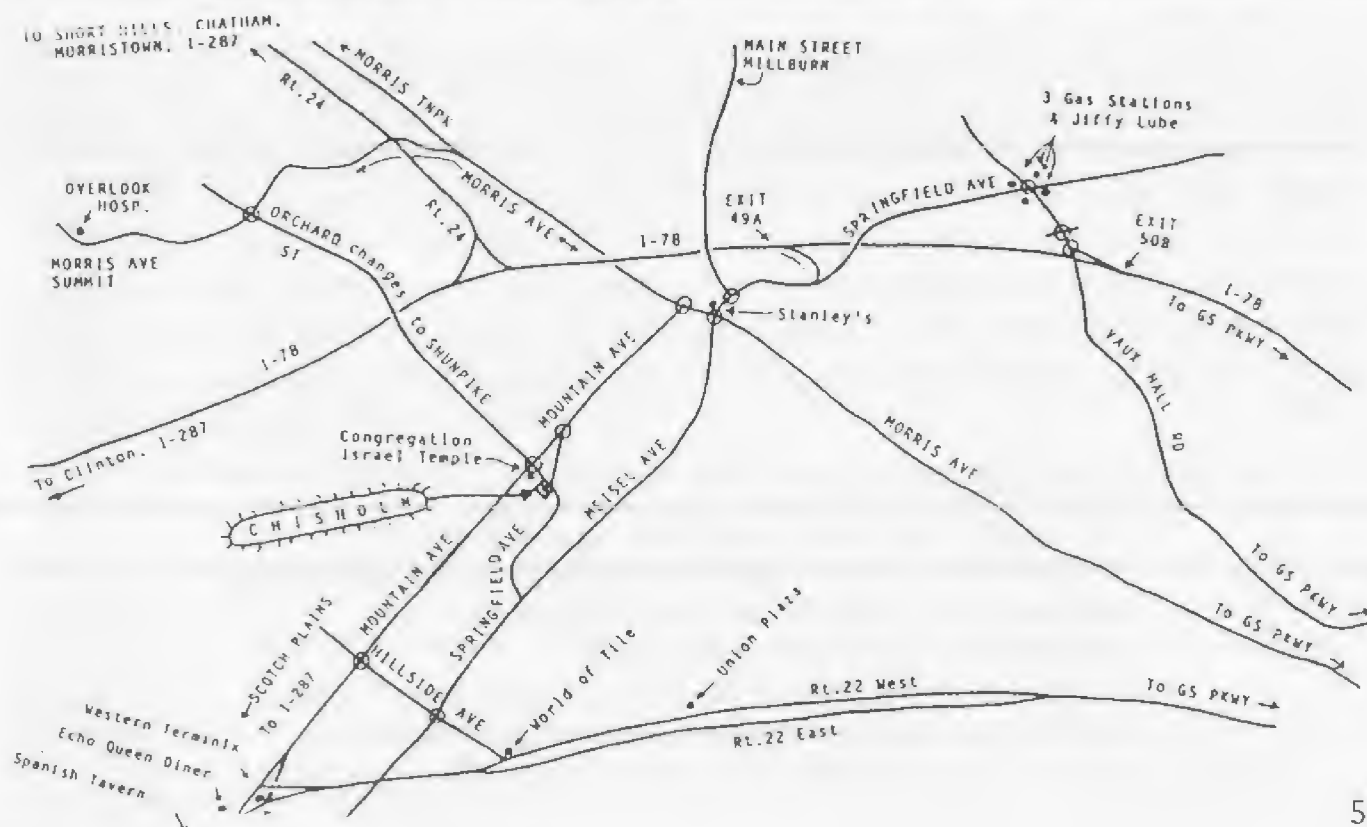 TO SHORT HILLS, CHATHAM,
MORRISTOWN, I-287
Rt.24
MORRIS TNPK
MAIN STREET
MILLBURN
3 Gas Stations
& Jiffy Lube
OVERLOOK
HOSP.
MORRIS AVE
SUMMIT
ORCHARD changes
ST
to SHUNPIKE
Rt.24
MORRIS AVE
I-78
EXIT
49A
SPRINGFIELD AVE
EXIT
50B
I-78
To GS PKWY
Stanley's
VAUX HALL RD
I-78
To Clinton, I-287
MOUNTAIN AVE
Congregation
Israel Temple
CHISHOLM
MEISEL AVE
MORRIS AVE
MOUNTAIN AVE
SPRINGFIELD AVE
To GS PKWY
To GS PKWY
SCOTCH PLAINS
TO I-287
HILLSIDE AVE
World of Tile
Union Plaza
Rt.22 West
Rt.22 East
To GS PKWY
Western Terminix
Echo Queen Diner
Spanish Tavern
5